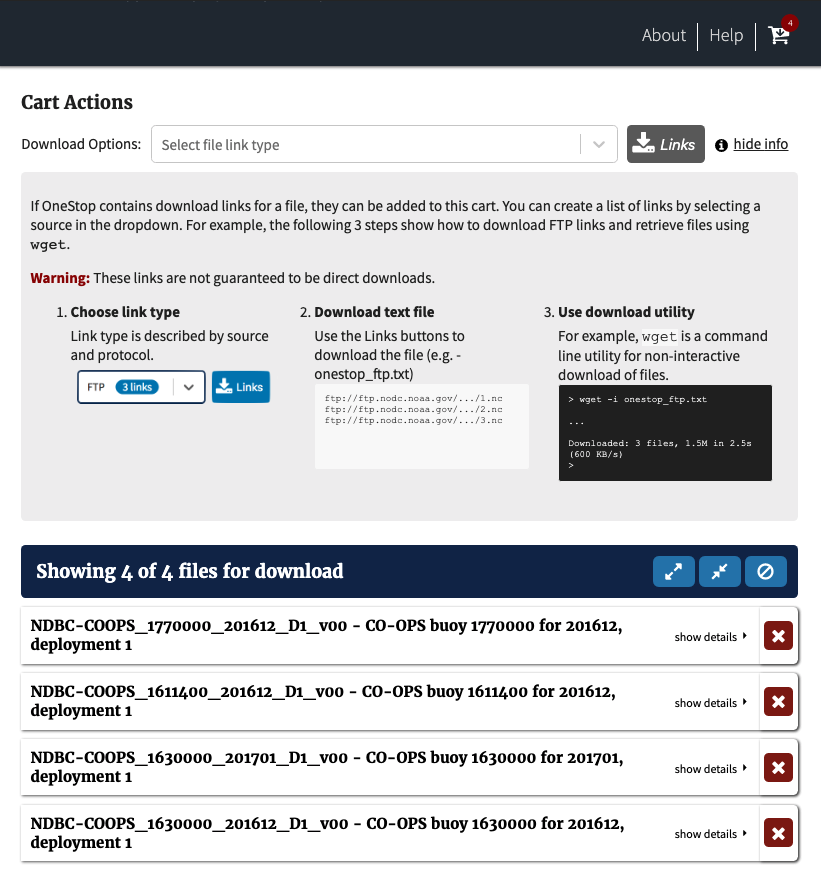 About Help 4
Cart Actions
Download Options: Select file link type Links hide info
If OneStop contains download links for a file, they can be added to this cart. You can create a list of links by selecting a
source in the dropdown. For example, the following 3 steps show how to download FTP links and retrieve files using
wget.
Warning: These links are not guaranteed to be direct downloads.
1. Choose link type
Link type is described by source
and protocol.
FTP 3 links Links
2. Download text file
Use the Links buttons to
download the file (e.g. -
onestop_ftp.txt)
ftp://ftp.nodc.noaa.gov/.../1.nc
ftp://ftp.nodc.noaa.gov/.../2.nc
ftp://ftp.nodc.noaa.gov/.../3.nc
3. Use download utility
For example, wget is a command
line utility for non-interactive
download of files.
> wget -i onestop_ftp.txt
...
Downloaded: 3 files, 1.5M in 2.5s
(600 KB/s)
>
Showing 4 of 4 files for download
NDBC-COOPS_1770000_201612_D1_v00 - CO-OPS buoy 1770000 for 201612,
deployment 1
show details
NDBC-COOPS_1611400_201612_D1_v00 - CO-OPS buoy 1611400 for 201612,
deployment 1
show details
NDBC-COOPS_1630000_201701_D1_v00 - CO-OPS buoy 1630000 for 201701,
deployment 1
show details
NDBC-COOPS_1630000_201612_D1_v00 - CO-OPS buoy 1630000 for 201612,
deployment 1
show details